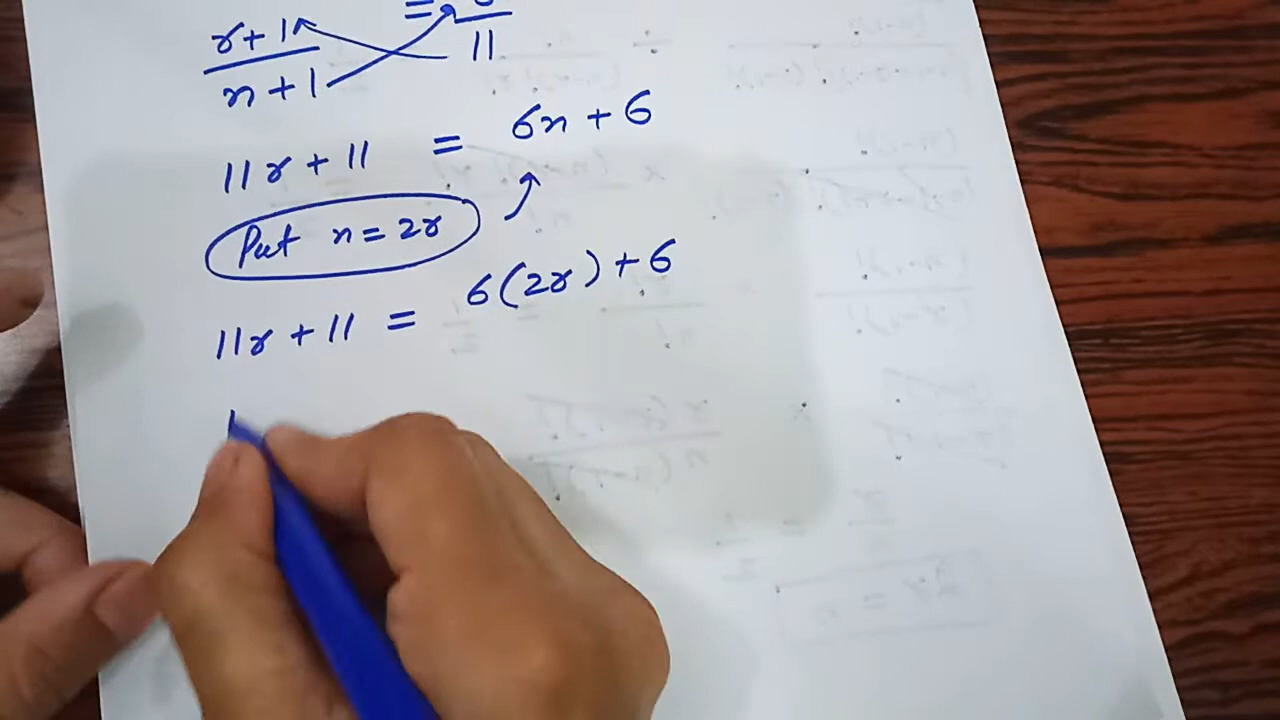 r + 1 =
n + 1 11
11r + 11 = 6n + 6
Put n = 2r
11r + 11 = 6(2r) + 6